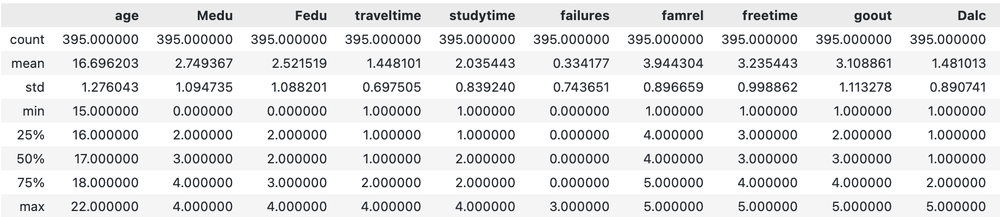 age Medu Fedu traveltime studytime failures famrel freetime goout Dalc
count 395.000000 395.000000 395.000000 395.000000 395.000000 395.000000 395.000000 395.000000 395.000000 395.000000
mean 16.696203 2.749367 2.521519 1.448101 2.035443 0.334177 3.944304 3.235443 3.108861 1.481013
std 1.276043 1.094735 1.088201 0.697505 0.839240 0.743651 0.896659 0.998862 1.113278 0.890741
min 15.000000 0.000000 0.000000 1.000000 1.000000 0.000000 1.000000 1.000000 1.000000 1.000000
25% 16.000000 2.000000 2.000000 1.000000 1.000000 0.000000 4.000000 3.000000 2.000000 1.000000
50% 17.000000 3.000000 2.000000 1.000000 2.000000 0.000000 4.000000 3.000000 3.000000 1.000000
75% 18.000000 4.000000 3.000000 2.000000 2.000000 0.000000 5.000000 4.000000 4.000000 2.000000
max 22.000000 4.000000 4.000000 4.000000 4.000000 3.000000 5.000000 5.000000 5.000000 5.000000